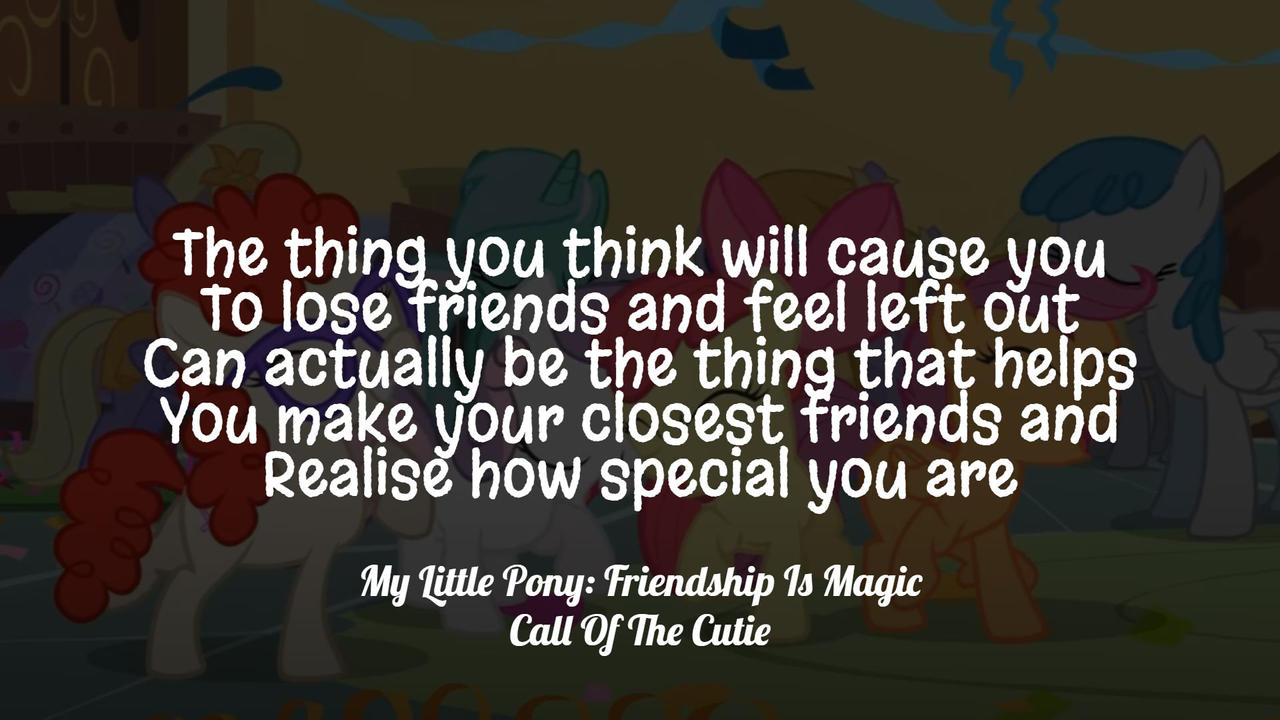 The thing you think will cause you
To lose friends and feel left out
Can actually be the thing that helps
You make your closest friends and
Realise how special you are
My Little Pony: Friendship Is Magic
Call Of The Cutie